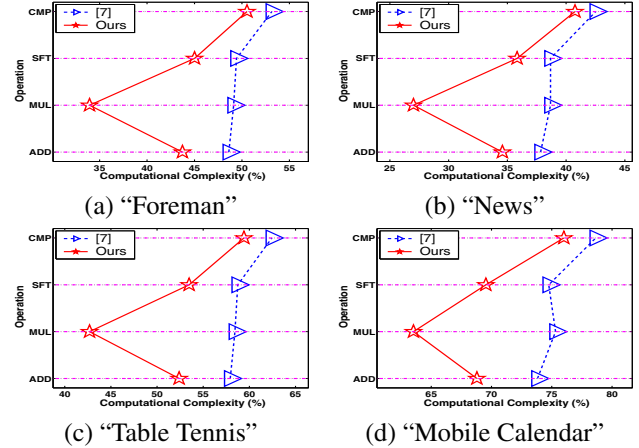 CMP
[7]
Ours
SFT
MUL
ADD
Operation
35 40 45 50 55
Computational Complexity (%)
(a) “Foreman”
CMP
[7]
Ours
SFT
MUL
ADD
Operation
25 30 35 40 45
Computational Complexity (%)
(b) “News”
CMP
[7]
Ours
SFT
MUL
ADD
Operation
40 45 50 55 60 65
Computational Complexity (%)
(c) “Table Tennis”
CMP
[7]
Ours
SFT
MUL
ADD
Operation
65 70 75 80
Computational Complexity (%)
(d) “Mobile Calendar”